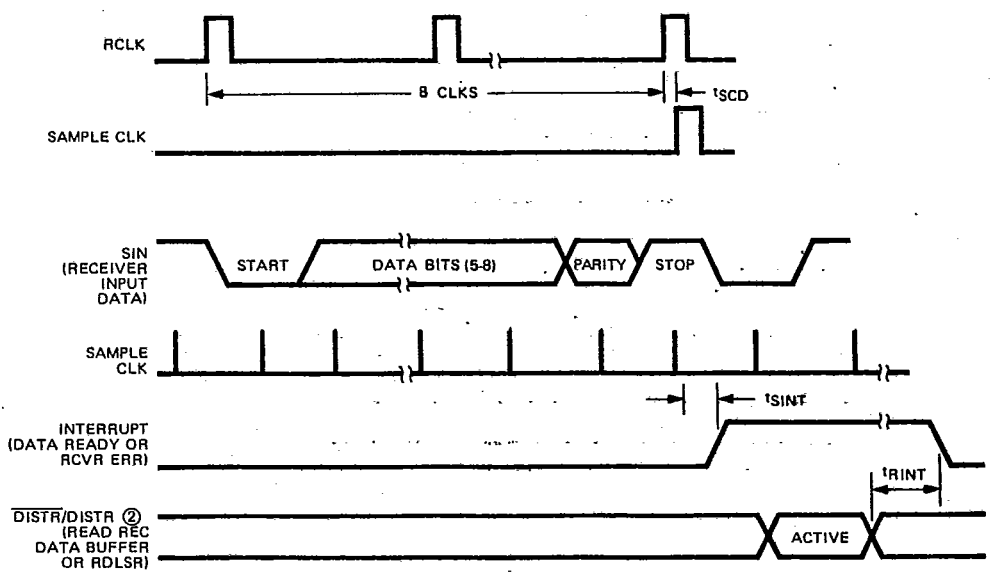 RCLK
8 CLKS
tSCD
SAMPLE CLK
SIN
(RECEIVER
INPUT
DATA)
START
DATA BITS (5-8)
PARITY
STOP
SAMPLE
CLK
tSINT
INTERRUPT
(DATA READY OR
RCVR ERR)
tRINT
DISTR/DISTR ②
(READ REC
DATA BUFFER
OR RDLSR)
ACTIVE